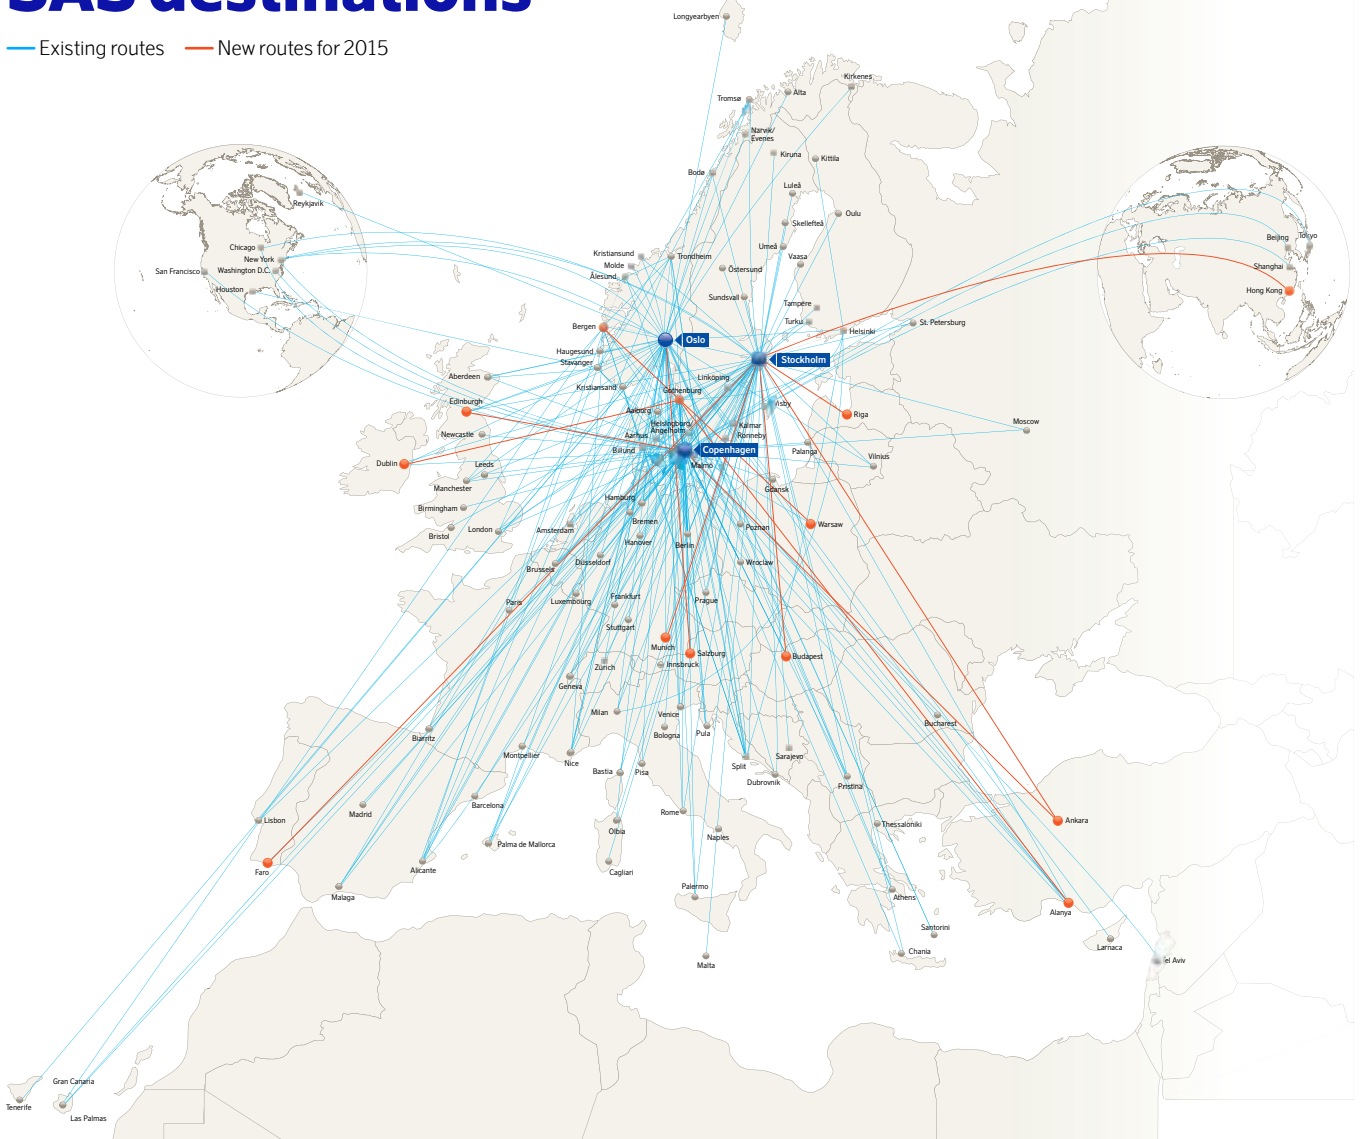 SAS destinations
Existing routes
New routes for 2015
Longyearbyen
Kirkenes
Alta
Tromsø
Narvik/
Evenes
Kiruna
Kittila
Bodø
Luleå
Reykjavik
Oulu
Skellefteå
Chicago
Beijing
Tokyo
Umeå
Kristiansund
Trondheim
Vaasa
New York
Molde
Shanghai
San Francisco
Washington D.C.
Ålesund
Östersund
Houston
Hong Kong
Sundsvall
Tampere
Turku
St. Petersburg
Bergen
Helsinki
Oslo
Haugesund
Stockholm
Stavanger
Aberdeen
Linköping
Kristiansand
Gothenburg
Edinburgh
Visby
Aalborg
Riga
Helsingborg
Kalmar
Moscow
Ängelholm
Newcastle
Aarhus
Ronneby
Billund
Copenhagen
Palanga
Vilnius
Dublin
Leeds
Malmö
Manchester
Gdansk
Hamburg
Birmingham
Bremen
Warsaw
London
Amsterdam
Poznan
Bristol
Hanover
Berlin
Brussels
Düsseldorf
Wroclaw
Paris
Luxembourg
Frankfurt
Prague
Stuttgart
Munich
Salzburg
Budapest
Zürich
Innsbruck
Geneva
Milan
Venice
Bucharest
Biarritz
Bologna
Pula
Montpellier
Nice
Sarajevo
Bastia
Pisa
Split
Dubrovnik
Pristina
Barcelona
Madrid
Rome
Lisbon
Thessaloniki
Ankara
Olbia
Naples
Palma de Mallorca
Faro
Alicante
Cagliari
Malaga
Palermo
Athens
Alanya
Santorini
Larnaca
Chania
el Aviv
Malta
Gran Canaria
Tenerife
Las Palmas